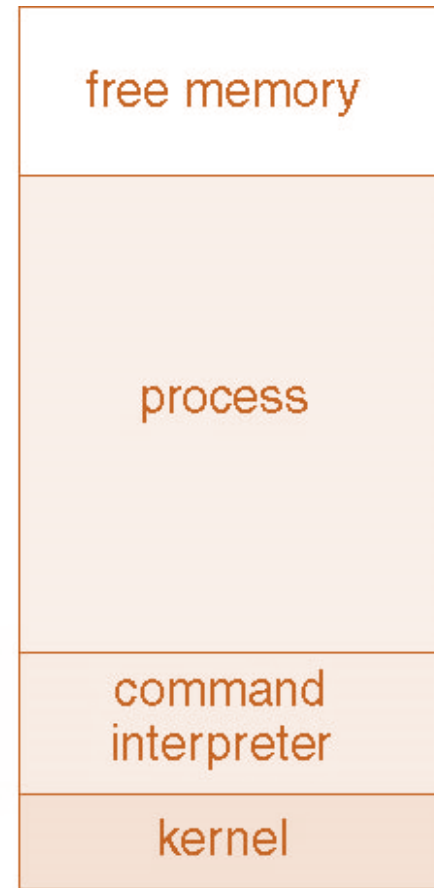 free memory
process
command
interpreter
kernel